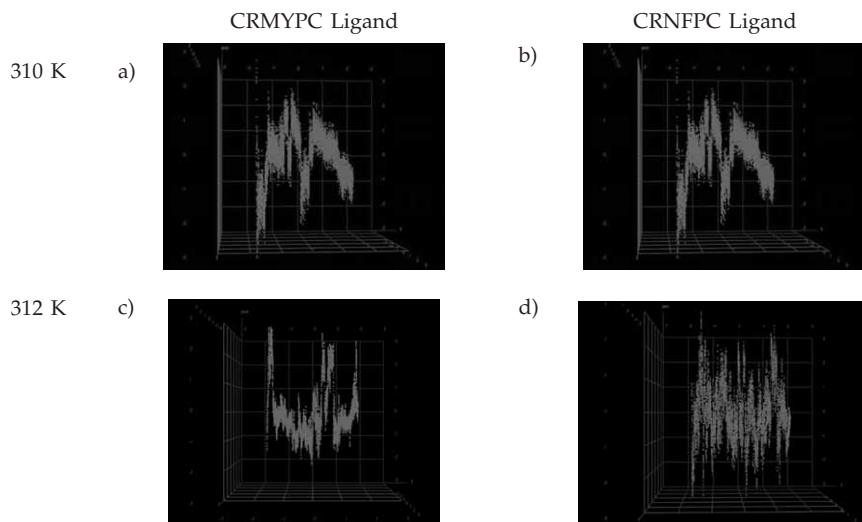 CRMYPC Ligand
CRNFPC Ligand
310 K
a)
b)
312 K
c)
d)